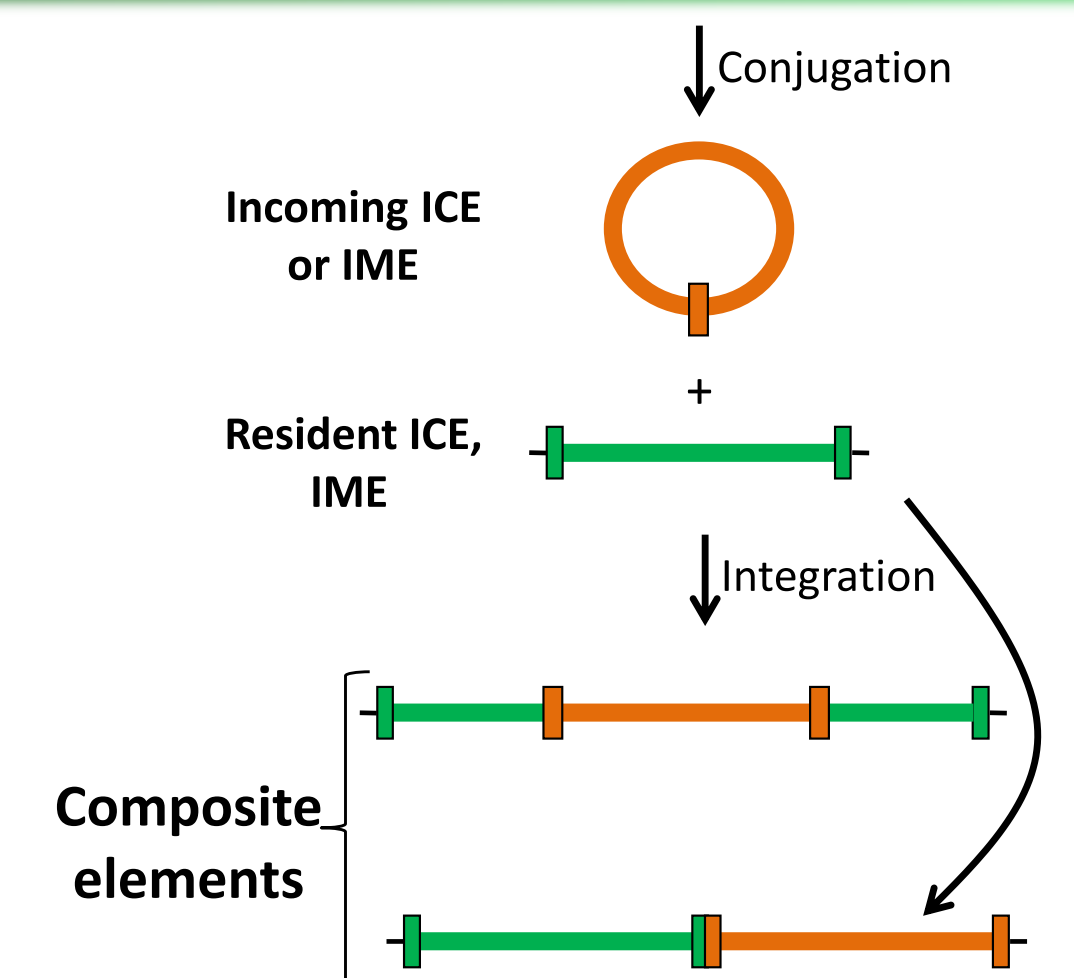 Conjugation
Incoming ICE
or IME
+
Resident ICE,
IME
Integration
Composite
elements